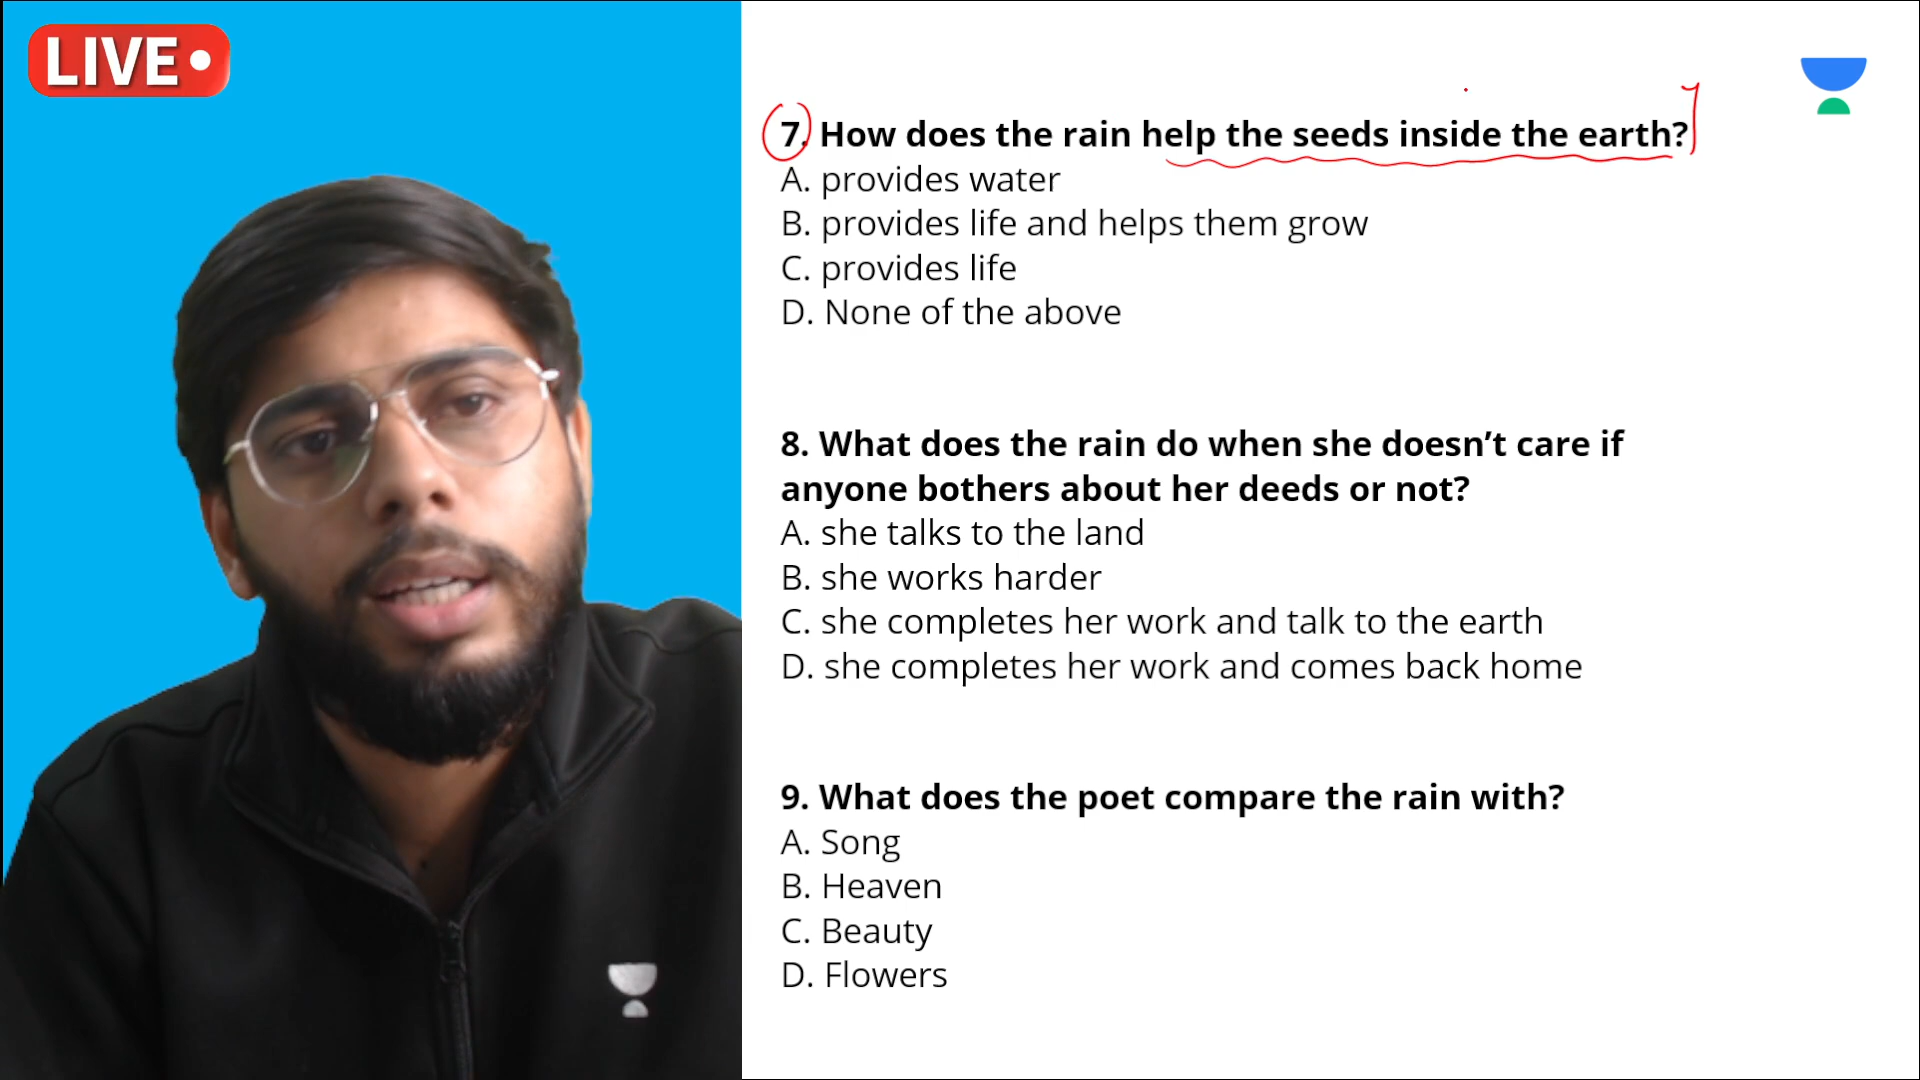 LIVE
7. How does the rain help the seeds inside the earth?
A. provides water
B. provides life and helps them grow
C. provides life
D. None of the above
8. What does the rain do when she doesn’t care if
anyone bothers about her deeds or not?
A. she talks to the land
B. she works harder
C. she completes her work and talk to the earth
D. she completes her work and comes back home
9. What does the poet compare the rain with?
A. Song
B. Heaven
C. Beauty
D. Flowers